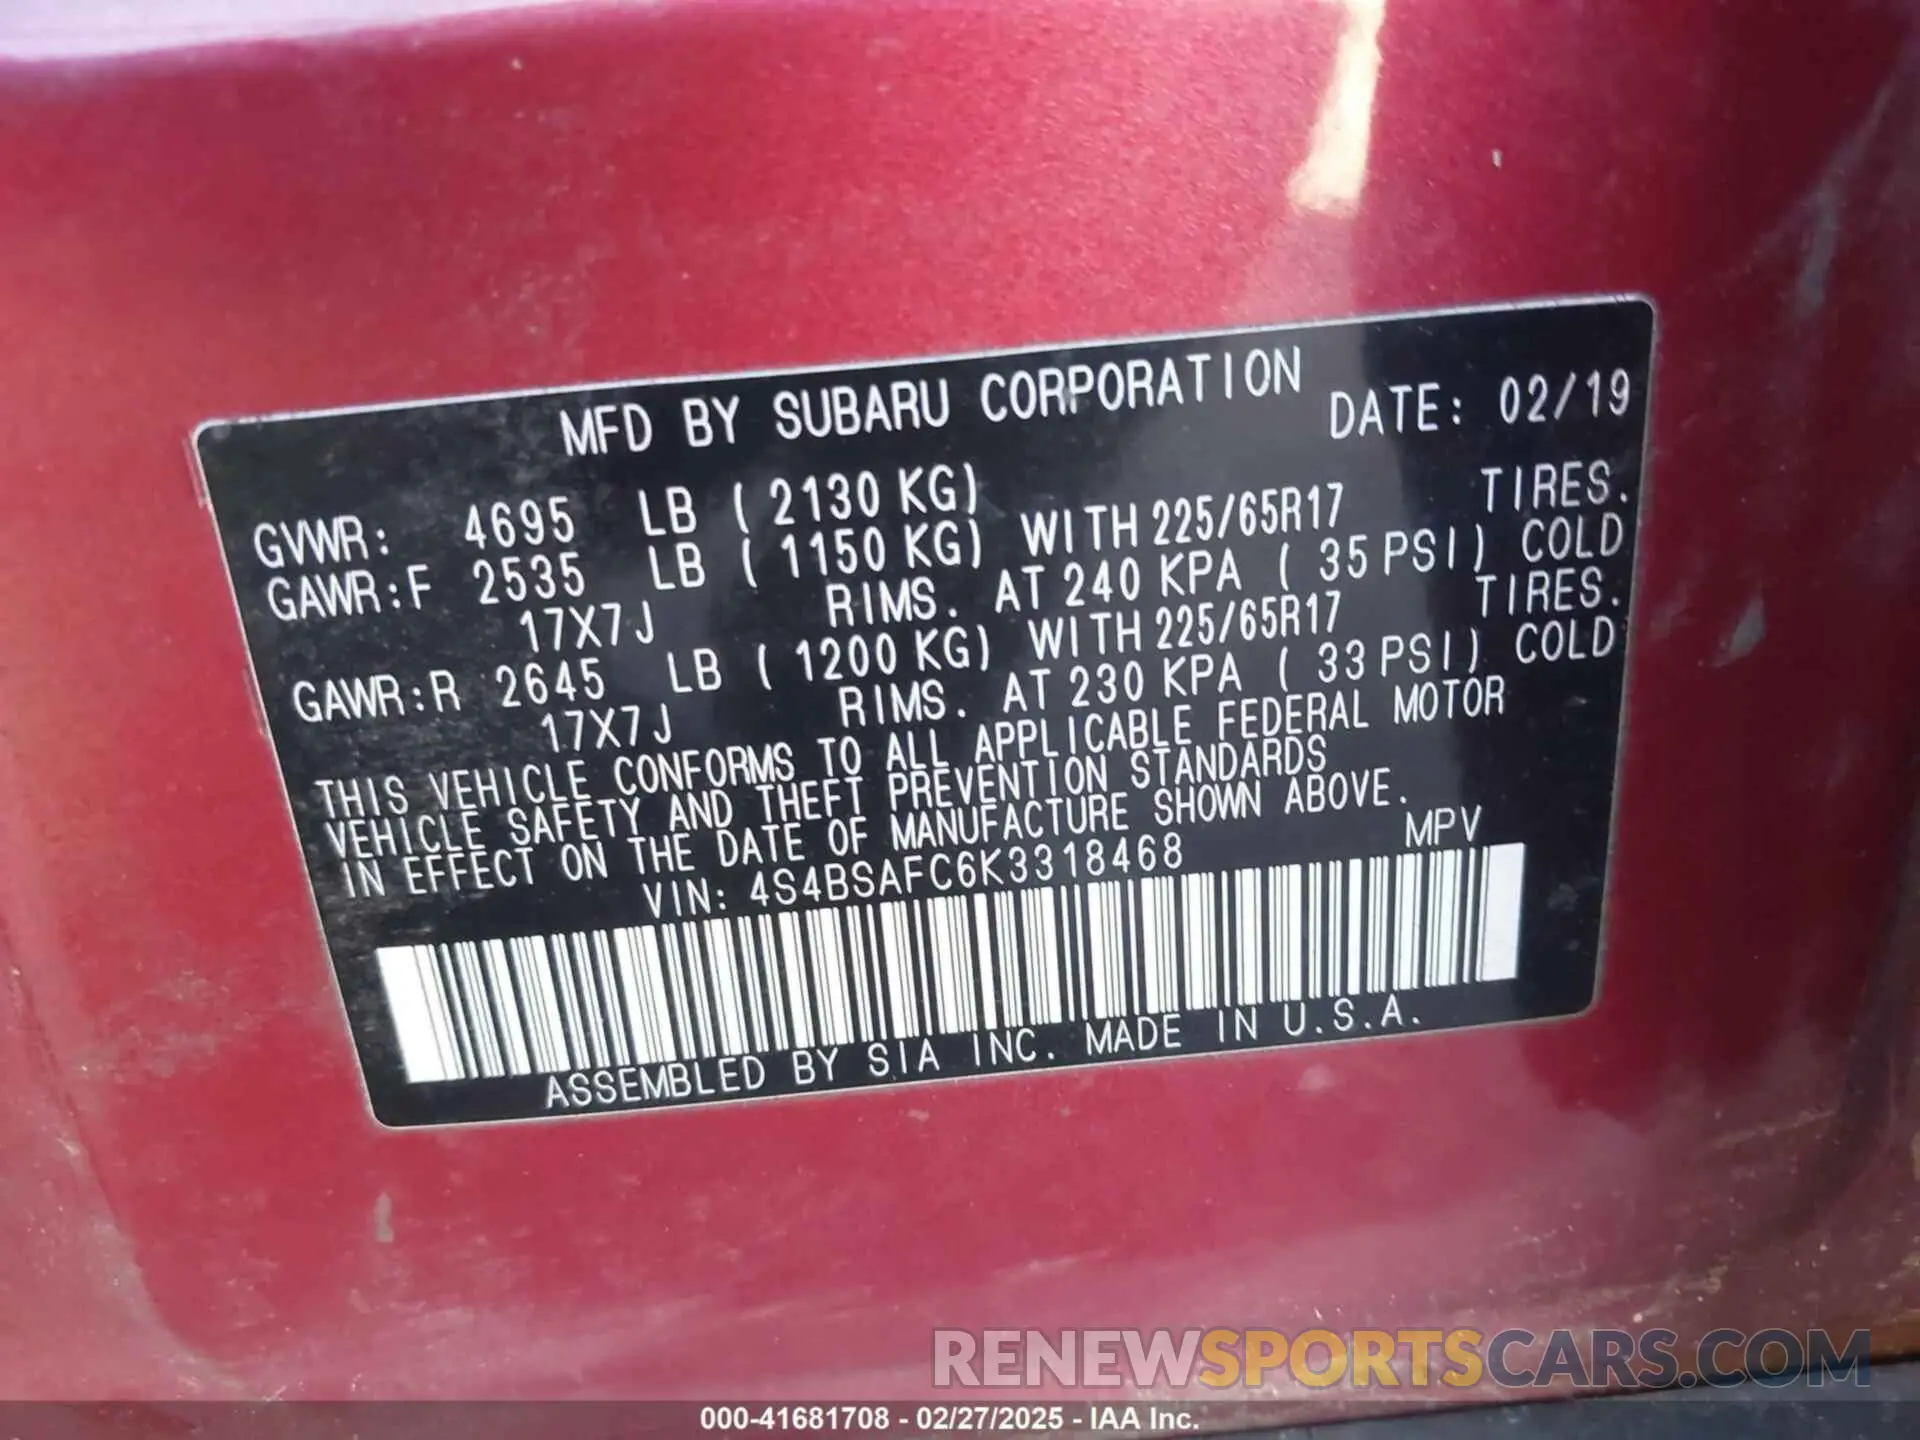 MFD BY SUBARU CORPORATION DATE: 02/19
GVWR: 4695 LB ( 2130 KG)
GAWR:F 2535 LB ( 1150 KG) WITH 225/65R17 TIRES.
17X7J RIMS. AT 240 KPA ( 35 PSI) COLD
GAWR:R 2645 LB ( 1200 KG) WITH 225/65R17 TIRES.
17X7J RIMS. AT 230 KPA ( 33 PSI) COLD
THIS VEHICLE CONFORMS TO ALL APPLICABLE FEDERAL MOTOR
VEHICLE SAFETY AND THEFT PREVENTION STANDARDS
IN EFFECT ON THE DATE OF MANUFACTURE SHOWN ABOVE.
VIN: 4S4BSAFC6K3318468 MPV
ASSEMBLED BY SIA INC. MADE IN U.S.A.
RENEWSPORTSCARS.COM
000-41681708 - 02/27/2025 - IAA Inc.